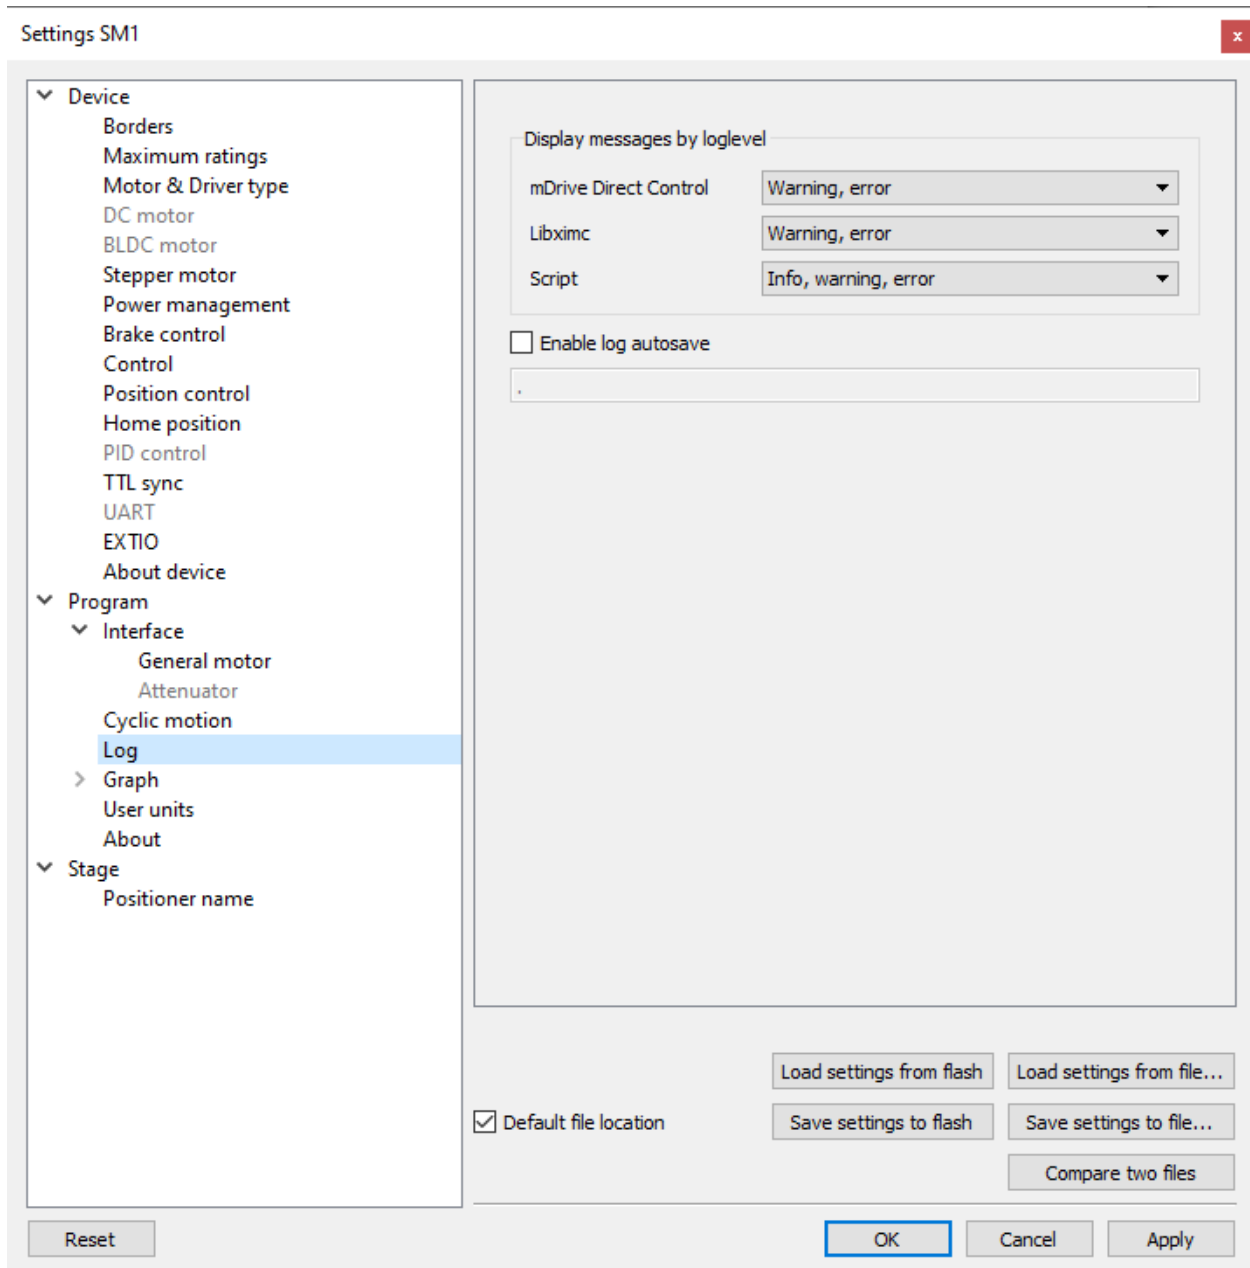 Settings SM1
x
Device
Borders
Maximum ratings
Motor & Driver type
DC motor
BLDC motor
Stepper motor
Power management
Brake control
Control
Position control
Home position
PID control
TTL sync
UART
EXTIO
About device
Program
Interface
General motor
Attenuator
Cyclic motion
Log
Graph
User units
About
Stage
Positioner name
Display messages by loglevel
mDrive Direct Control Warning, error
Libximc Warning, error
Script Info, warning, error
Enable log autosave
.
Load settings from flash Load settings from file...
Default file location Save settings to flash Save settings to file...
Compare two files
Reset OK Cancel Apply